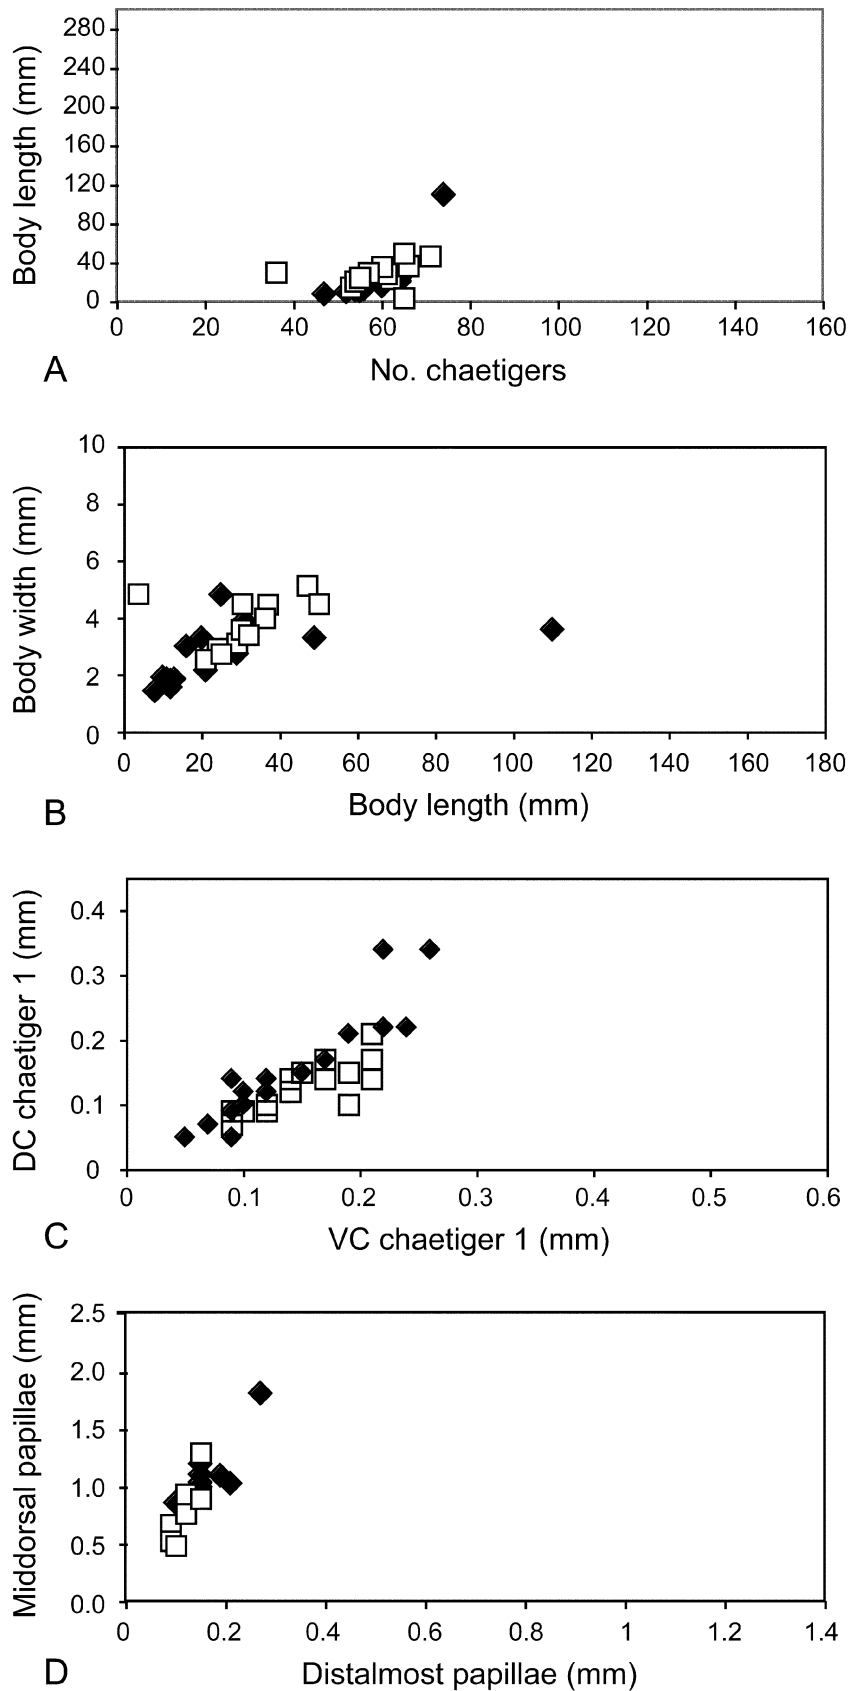 Body length (mm)
280
240
200
160
120
80
40
0
0 20 40 60 80 100 120 140 160
No. chaetigers
A
Body width (mm)
10
8
6
4
2
0
0 20 40 60 80 100 120 140 160 180
Body length (mm)
B
DC chaetiger 1 (mm)
0.4
0.3
0.2
0.1
0
0 0.1 0.2 0.3 0.4 0.5 0.6
VC chaetiger 1 (mm)
C
Middorsal papillae (mm)
2.5
2.0
1.5
1.0
0.5
0.0
0 0.2 0.4 0.6 0.8 1 1.2 1.4
Distalmost papillae (mm)
D